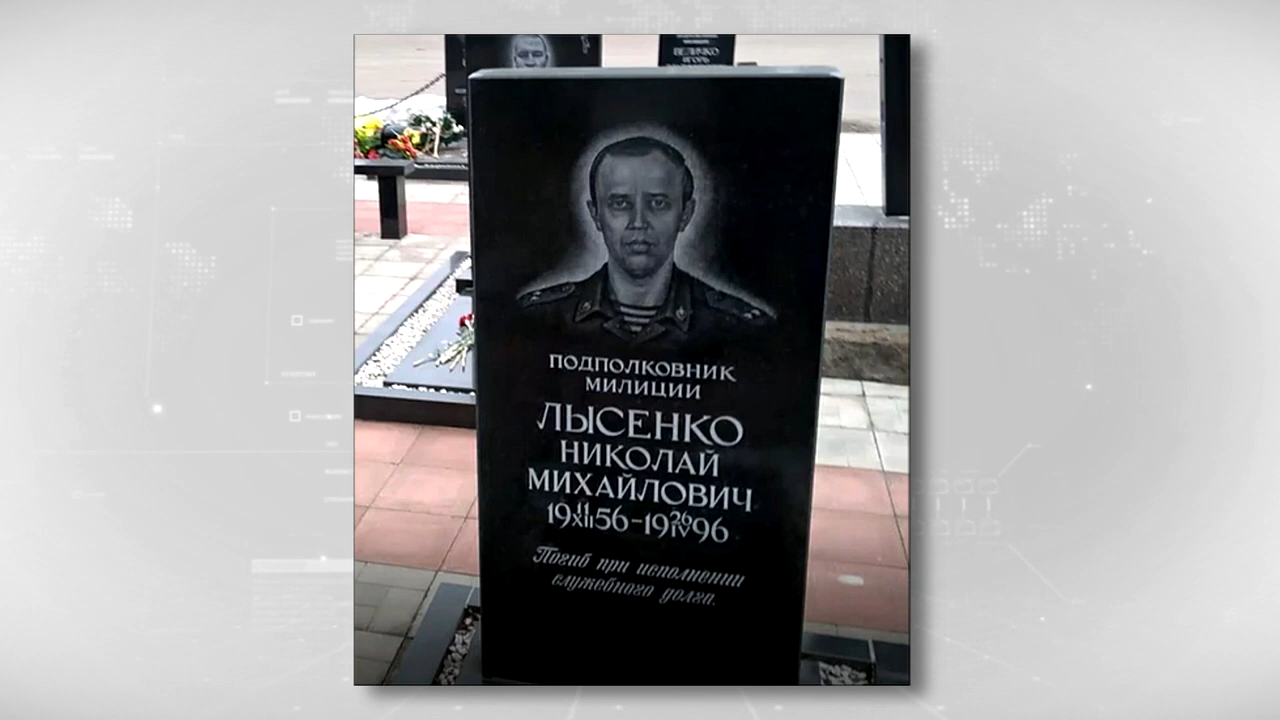 ВЕЛИЧКО
ИГОРЬ
ПОДПОЛКОВНИК
МИЛИЦИИ
ЛЫСЕНКО
НИКОЛАЙ
МИХАЙЛОВИЧ
19 11/XII 56 - 19 26/IV 96
Погиб при исполнении
служебного долга.